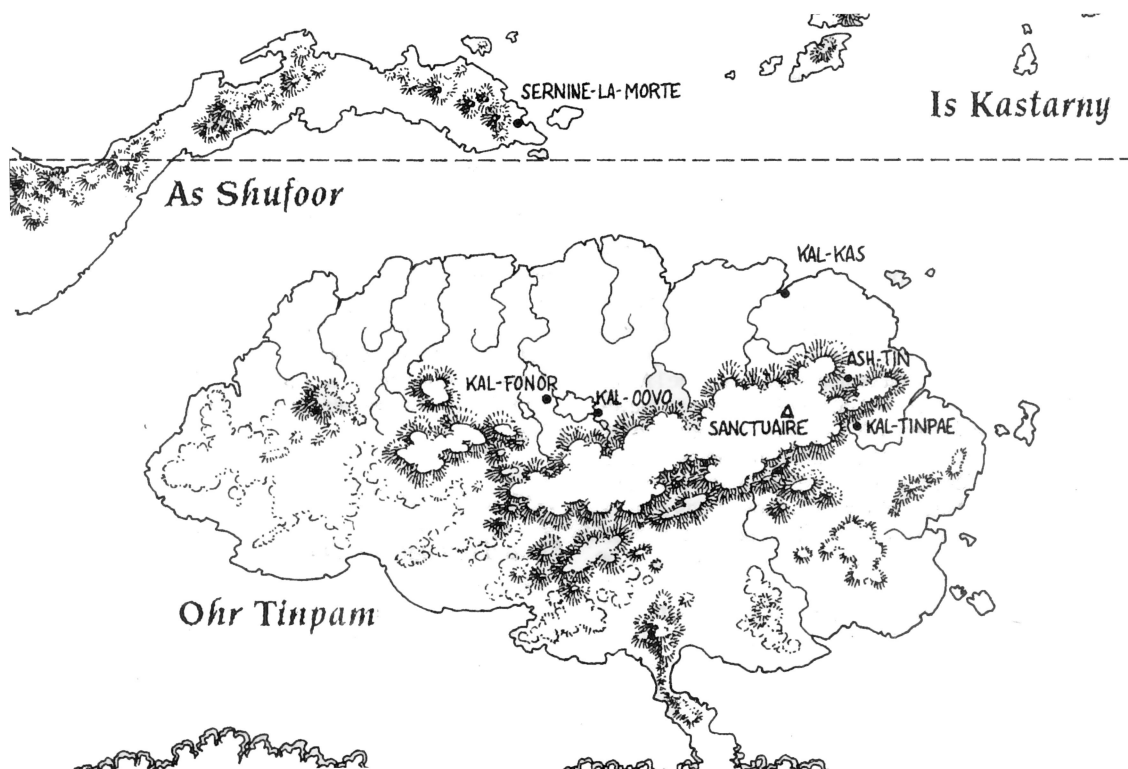 SERNINE-LA-MORTE
Is Kastarny
As Shufoor
KAL-KAS
ASH-TIN
KAL-FONOR
KAL-OOVO
SANCTUAIRE
KAL-TINPAE
Ohr Tinpam